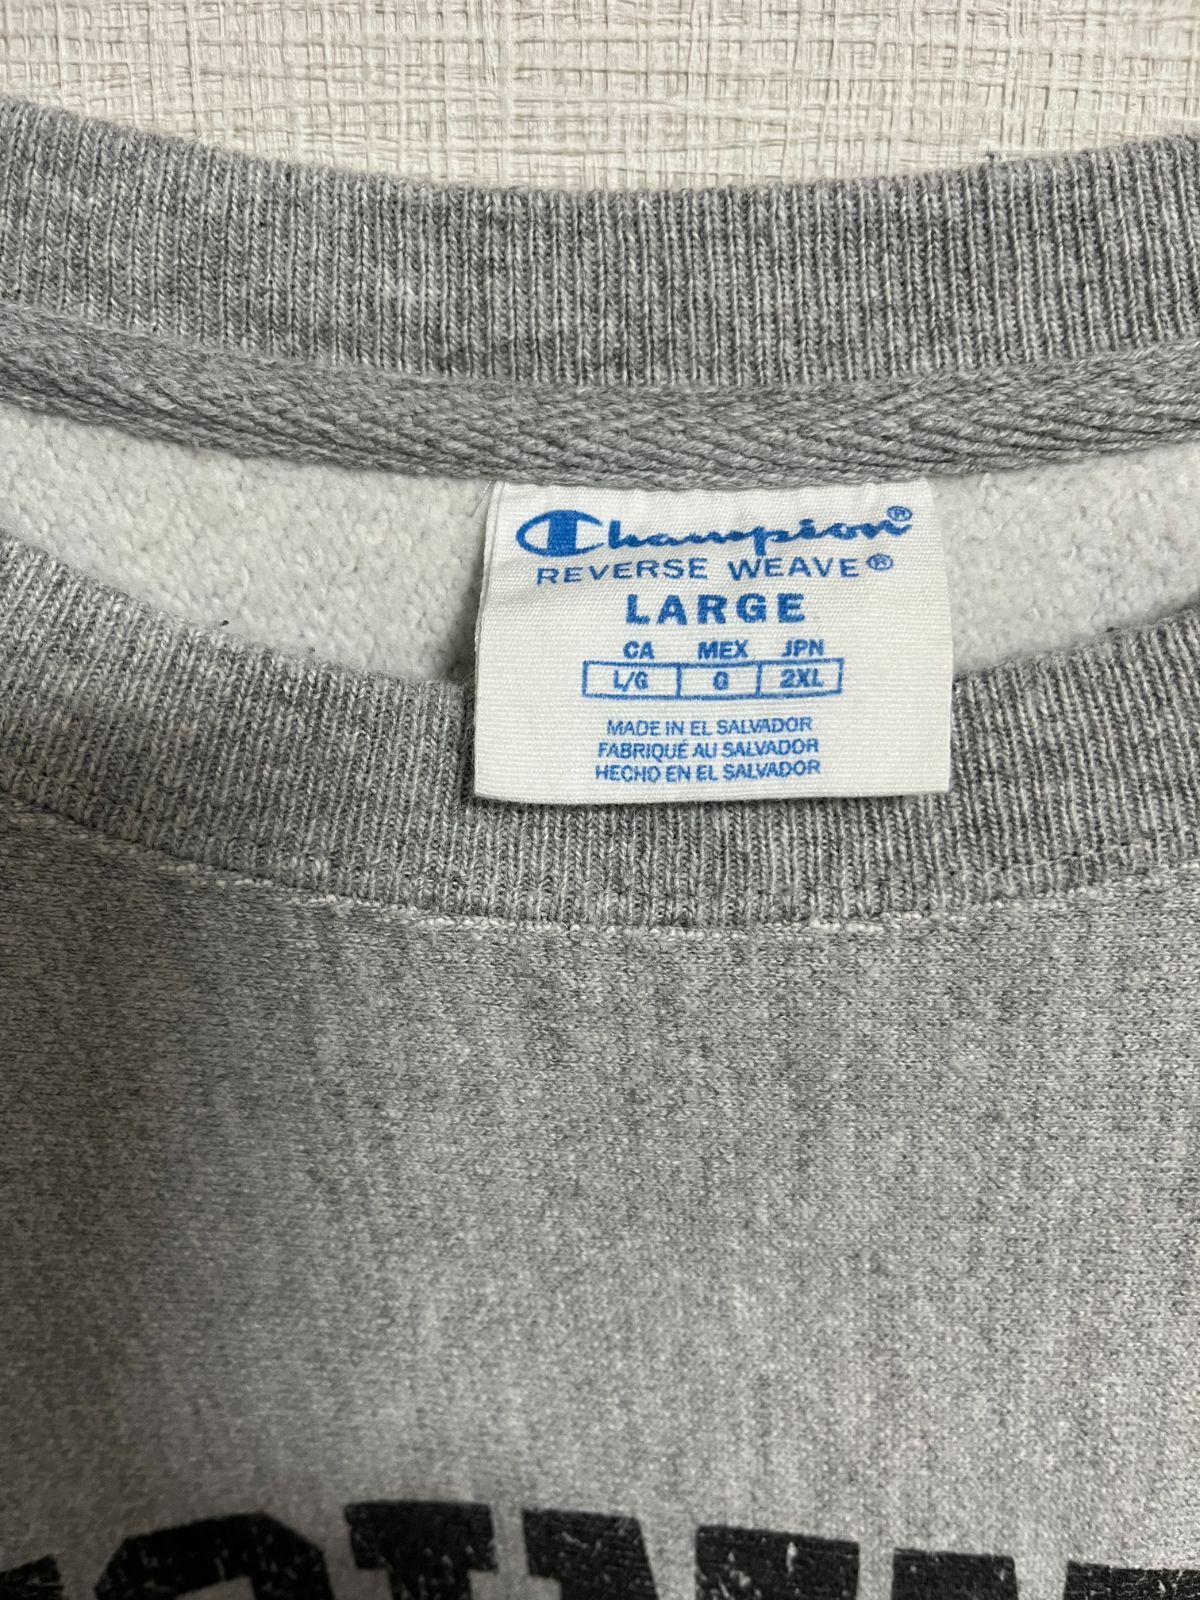 Champion®
REVERSE WEAVE®
LARGE
CA MEX JPN
L/G G 2XL
MADE IN EL SALVADOR
FABRIQUÉ AU SALVADOR
HECHO EN EL SALVADOR